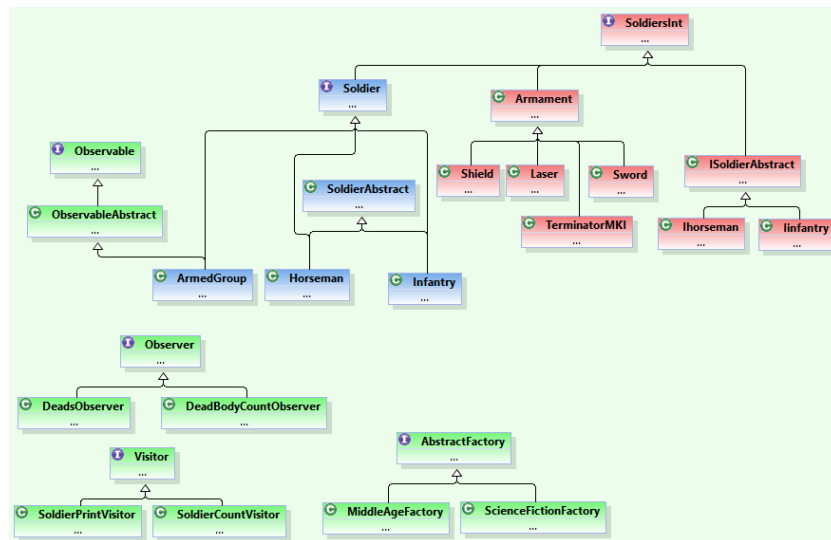 I SoldiersInt
...
I Soldier
...
C Armament
...
I Observable
...
C Shield
...
C Laser
...
C Sword
...
C ISoldierAbstract
...
C SoldierAbstract
...
C ObservableAbstract
...
C TerminatorMKI
...
C Ihorseman
...
C Iinfantry
...
C ArmedGroup
...
C Horseman
...
C Infantry
...
I Observer
...
C DeadsObserver
...
C DeadBodyCountObserver
...
I Visitor
...
I AbstractFactory
...
C SoldierPrintVisitor
...
C SoldierCountVisitor
...
C MiddleAgeFactory
...
C ScienceFictionFactory
...